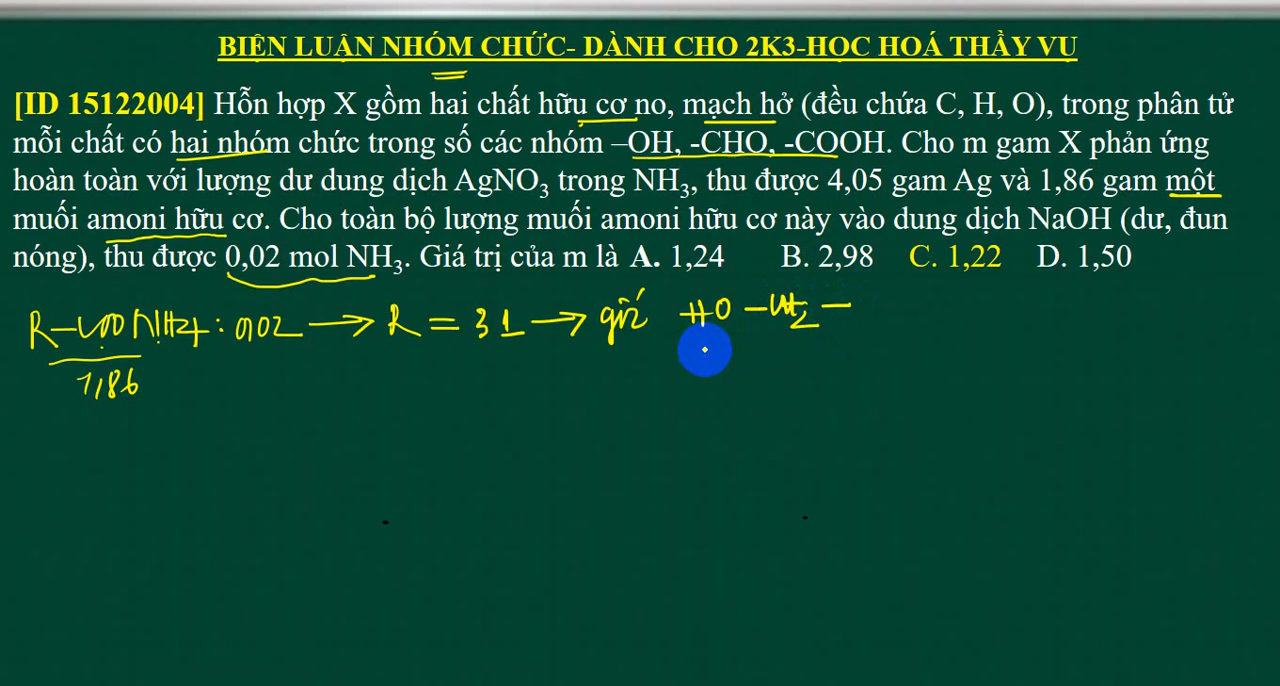 BIỆN LUẬN NHÓM CHỨC- DÀNH CHO 2K3-HỌC HOÁ THẦY VỤ
[ID 15122004] Hỗn hợp X gồm hai chất hữu cơ no, mạch hở (đều chứa C, H, O), trong phân tử
mỗi chất có hai nhóm chức trong số các nhóm –OH, -CHO, -COOH. Cho m gam X phản ứng
hoàn toàn với lượng dư dung dịch AgNO3 trong NH3, thu được 4,05 gam Ag và 1,86 gam một
muối amoni hữu cơ. Cho toàn bộ lượng muối amoni hữu cơ này vào dung dịch NaOH (dư, đun
nóng), thu được 0,02 mol NH3. Giá trị của m là A. 1,24 B. 2,98 C. 1,22 D. 1,50
R-COONH4 : 0,02 → R = 31 → HO -CH2 -
1,86